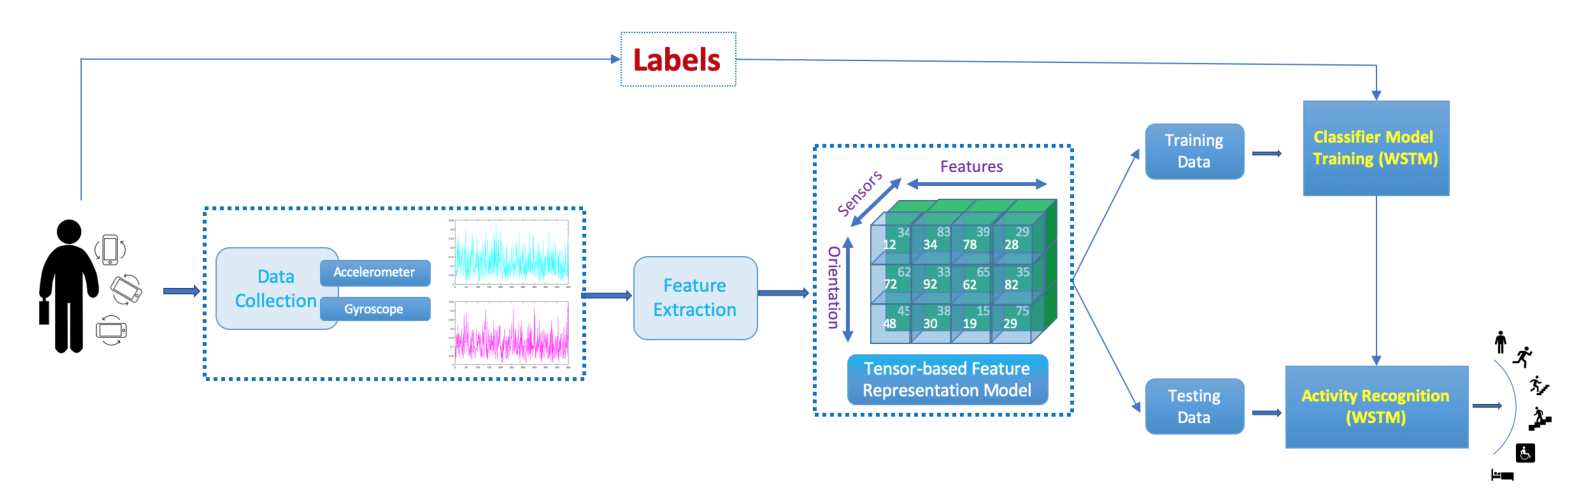 Labels
Training
Data
Classifier Model
Training (WSTM)
Features
Sensors
Orientation
34 83 39 29
12 34 78 28
62 33 65 35
72 92 62 82
45 38 15 75
48 30 19 29
Data
Collection
Accelerometer
Gyroscope
Feature
Extraction
Tensor-based Feature
Representation Model
Testing
Data
Activity Recognition
(WSTM)